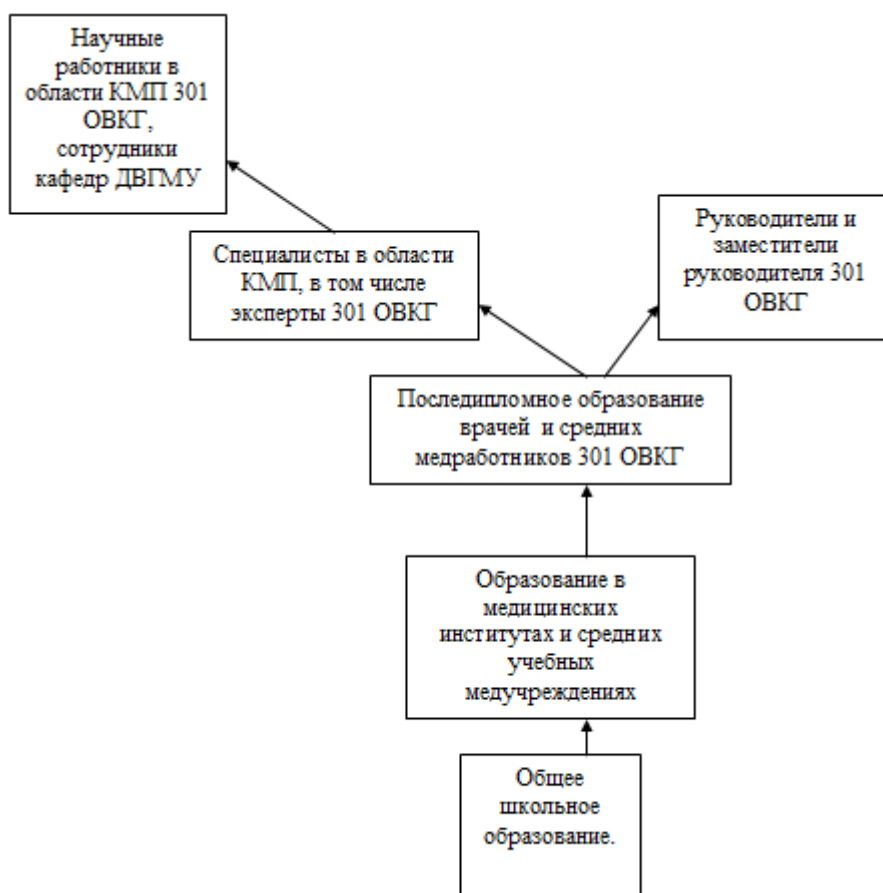 Научные
работники в
области КМП 301
ОВКГ,
сотрудники
кафедр ДВГМУ
Руководители и
заместители
руководителя 301
ОВКГ
Специалисты в области
КМП, в том числе
эксперты 301 ОВКГ
Последипломное образование
врачей и средних
медработников 301 ОВКГ
Образование в
медицинских
институтах и средних
учебных
медучреждениях
Общее
школьное
образование.